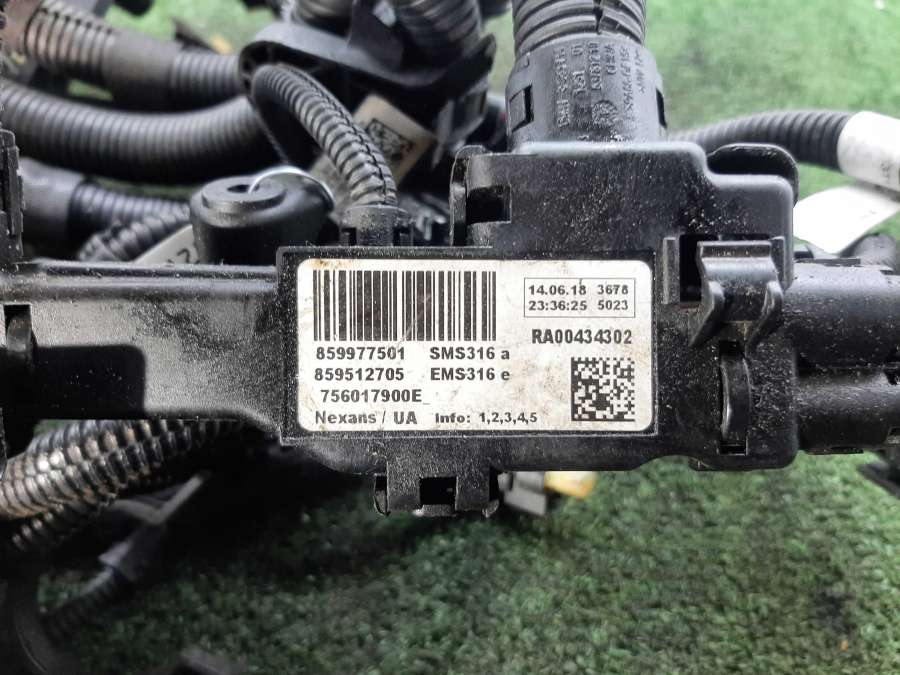 14.06.18 3678
23:36:25 5023
RA00434302
859977501 SMS316 a
859512705 EMS316 e
756017900E_
Nexans / UA Info: 1,2,3,4,5